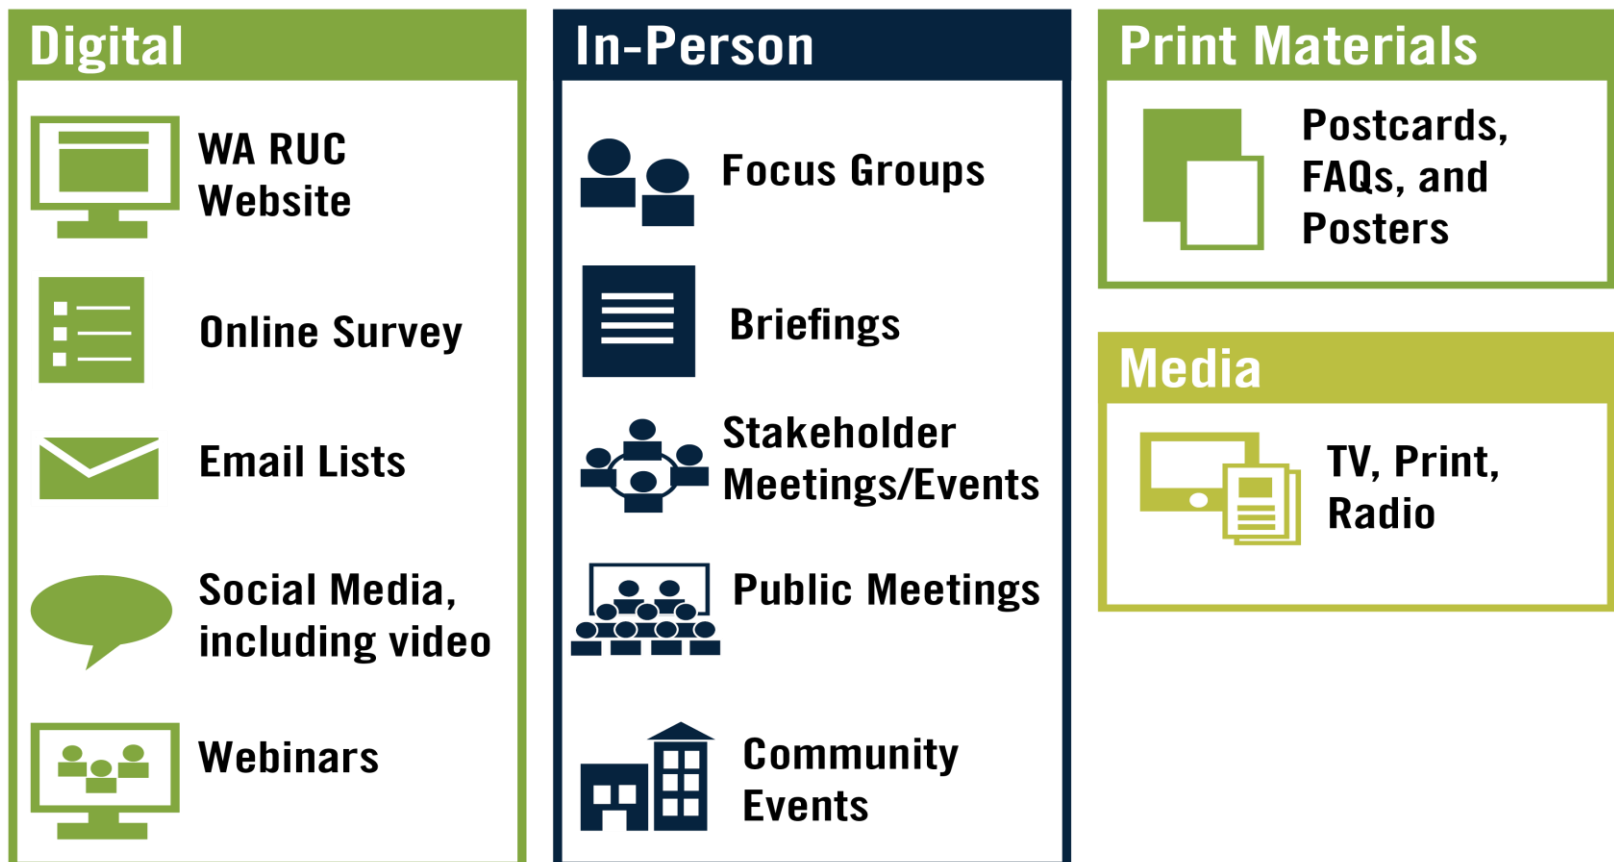 Digital
WA RUC
Website
Online Survey
Email Lists
Social Media,
including video
Webinars
In-Person
Focus Groups
Briefings
Stakeholder
Meetings/Events
Public Meetings
Community
Events
Print Materials
Postcards,
FAQs, and
Posters
Media
TV, Print,
Radio